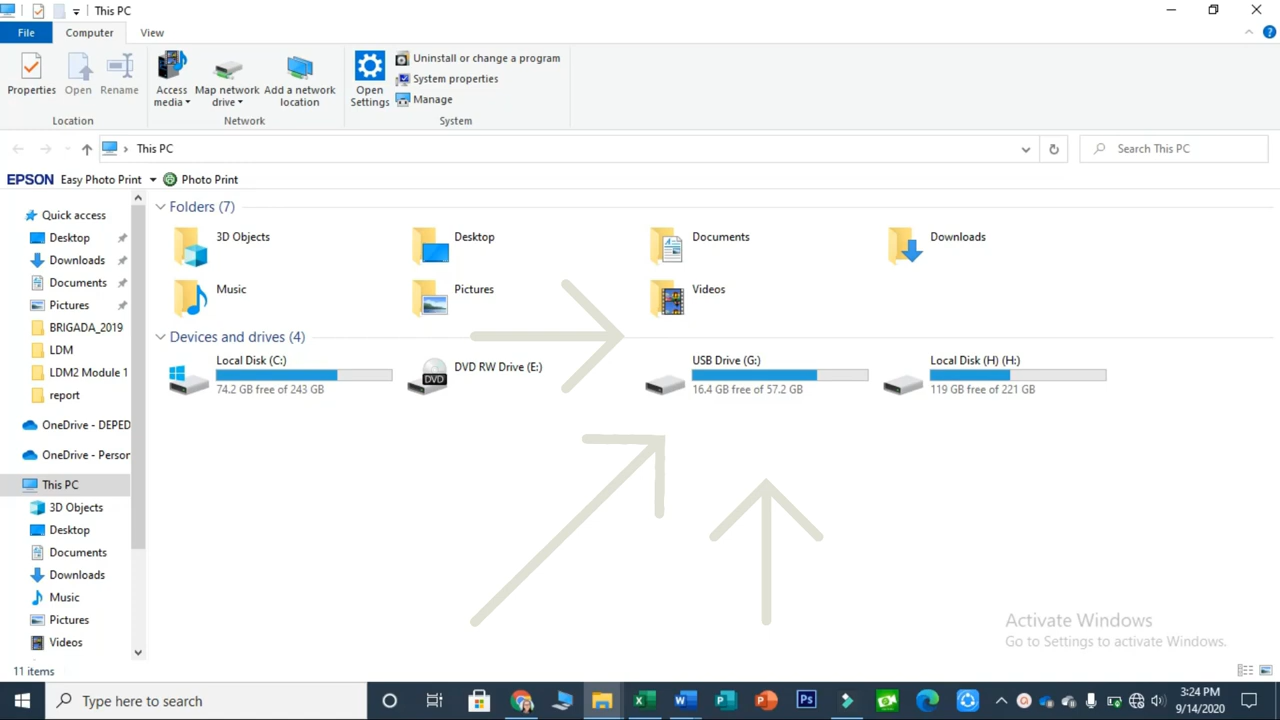 This PC
File
Computer
View
Properties
Open
Rename
Access media
Map network drive
Add a network location
Open Settings
Uninstall or change a program
System properties
Manage
Location
Network
System
This PC
Search This PC
EPSON Easy Photo Print
Photo Print
Quick access
Desktop
Downloads
Documents
Pictures
BRIGADA_2019
LDM
LDM2 Module 1
report
OneDrive - DEPED
OneDrive - Person
This PC
3D Objects
Desktop
Documents
Downloads
Music
Pictures
Videos
Folders (7)
3D Objects
Desktop
Documents
Downloads
Music
Pictures
Videos
Devices and drives (4)
Local Disk (C:)
74.2 GB free of 243 GB
DVD RW Drive (E:)
DVD
USB Drive (G:)
16.4 GB free of 57.2 GB
Local Disk (H) (H:)
119 GB free of 221 GB
Activate Windows
Go to Settings to activate Windows.
11 items
Type here to search
3:24 PM
9/14/2020